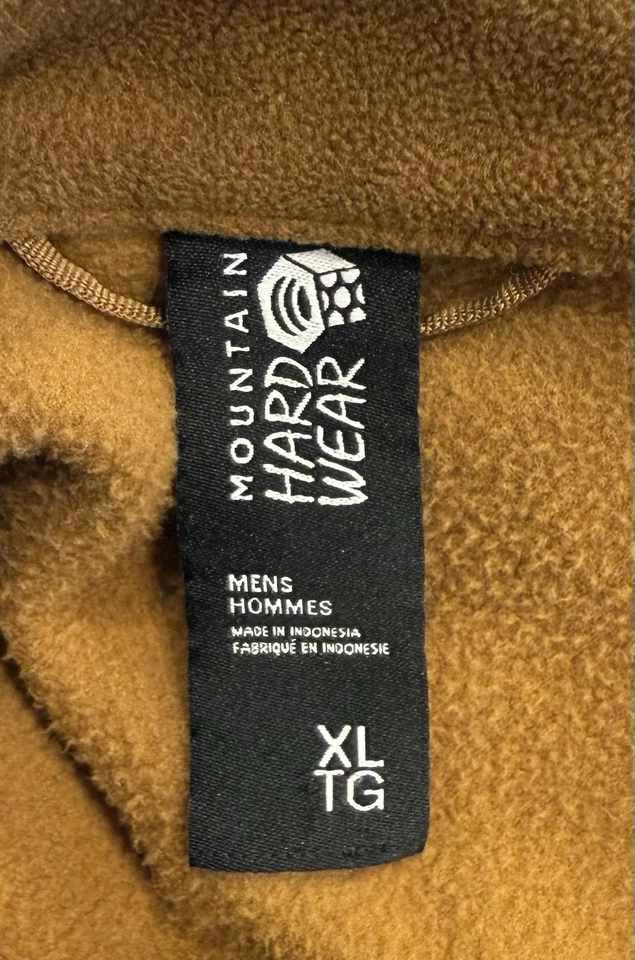 MOUNTAIN
HARD
WEAR
MENS
HOMMES
MADE IN INDONESIA
FABRIQUÉ EN INDONESIE
XL
TG